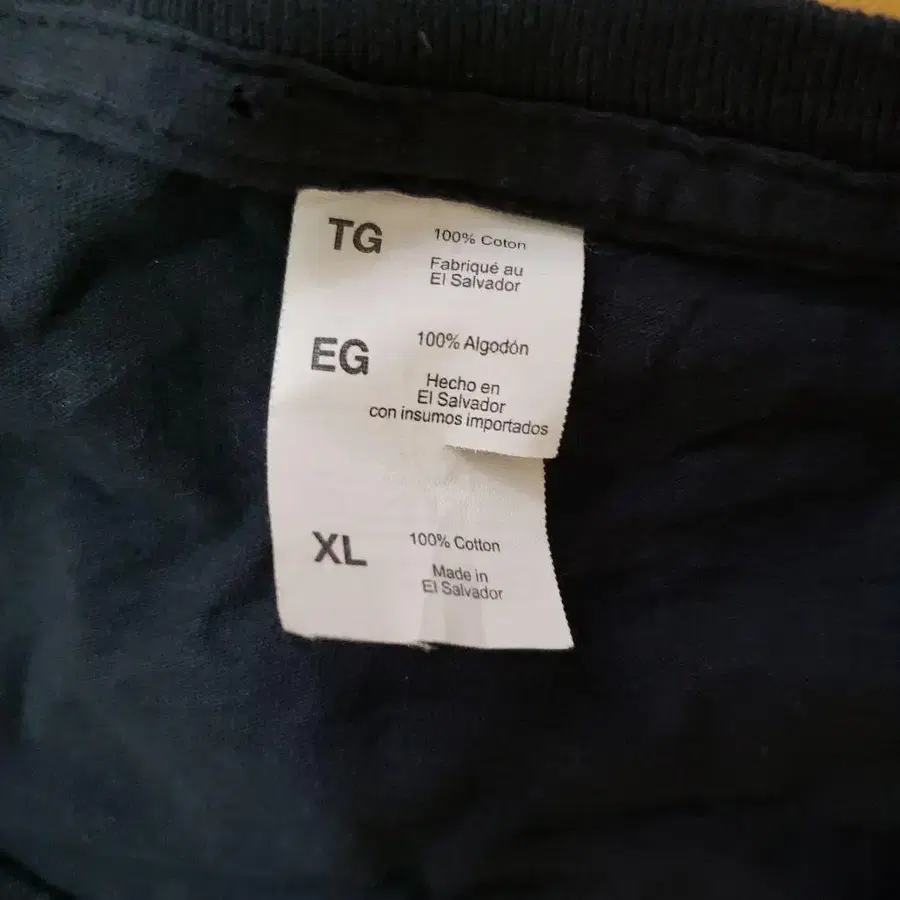 TG
100% Coton
Fabriqué au
El Salvador
EG
100% Algodón
Hecho en
El Salvador
con insumos importados
XL
100% Cotton
Made in
El Salvador